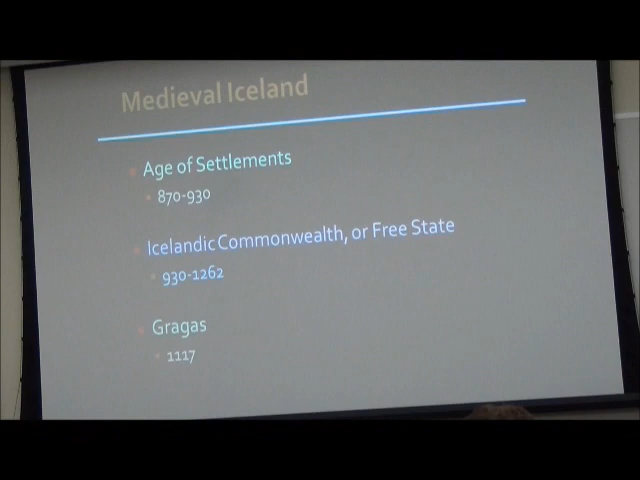 Medieval Iceland
Age of Settlements
870-930
Icelandic Commonwealth, or Free State
930-1262
Gragas
1117